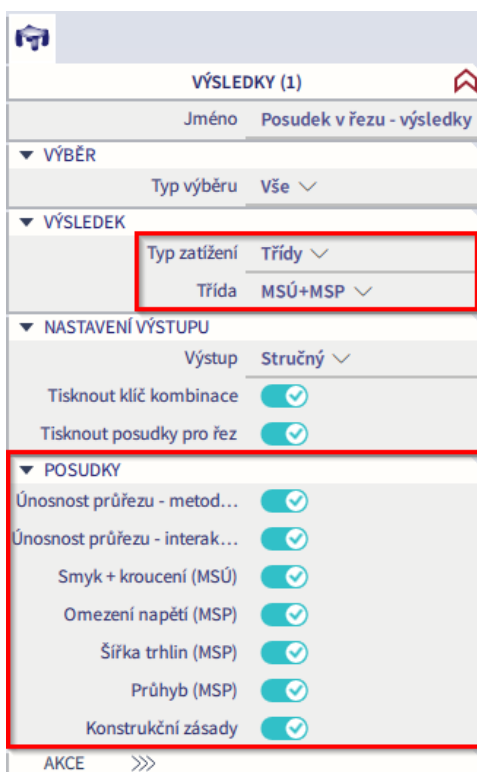 VÝSLEDKY (1)
Jméno Posudek v řezu - výsledky
VÝBĚR
Typ výběru Vše
VÝSLEDEK
Typ zatížení Třídy
Třída MSÚ+MSP
NASTAVENÍ VÝSTUPU
Výstup Stručný
Tisknout klíč kombinace
Tisknout posudky pro řez
POSUDKY
Únosnost průřezu - metod...
Únosnost průřezu - interak...
Smyk + kroucení (MSÚ)
Omezení napětí (MSP)
Šířka trhlin (MSP)
Průhyb (MSP)
Konstrukční zásady
AKCE >>>